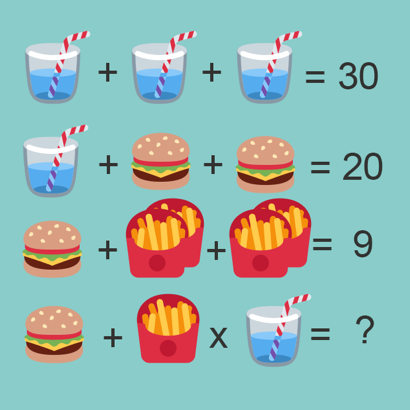 + + = 30
+ + = 20
+ + = 9
+ x = ?